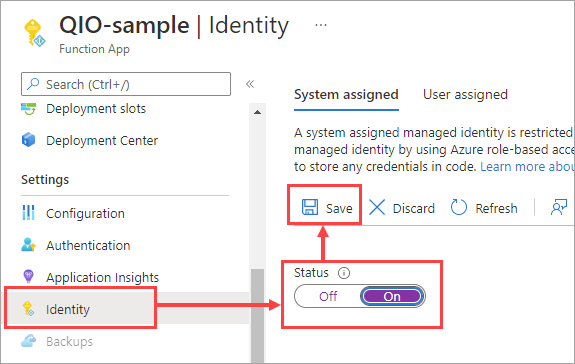 QIO-sample | Identity ...
Function App
Search (Ctrl+/)
«
Deployment slots
Deployment Center
Settings
Configuration
Authentication
Application Insights
Identity
Backups
System assigned User assigned
A system assigned managed identity is restricted
managed identity by using Azure role-based acce
to store any credentials in code. Learn more abou
Save Discard Refresh
Status
Off On